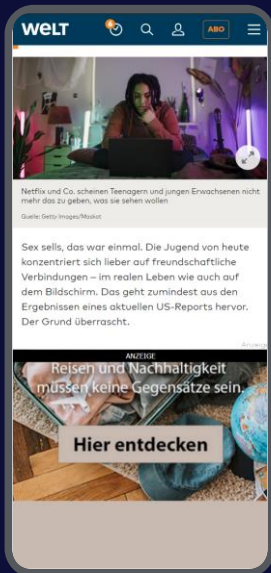 WELT
6
ABO
Netflix und Co. scheinen Teenagern und jungen Erwachsenen nicht
mehr das zu geben, was sie sehen wollen
Quelle: Getty Images/Maskot
Sex sells, das war einmal. Die Jugend von heute
konzentriert sich lieber auf freundschaftliche
Verbindungen – im realen Leben wie auch auf
dem Bildschirm. Das geht zumindest aus den
Ergebnissen eines aktuellen US-Reports hervor.
Der Grund überrascht.
Anzeige
ANZEIGE
Reisen und Nachhaltigkeit
müssen keine Gegensätze sein.
Hier entdecken